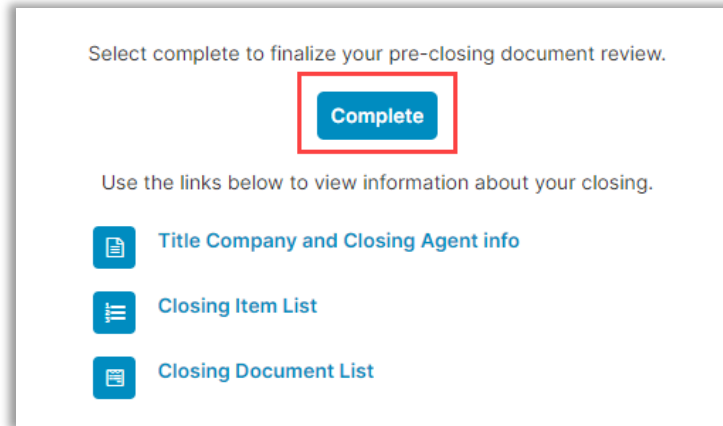 Select complete to finalize your pre-closing document review.
Complete
Use the links below to view information about your closing.
Title Company and Closing Agent info
Closing Item List
Closing Document List